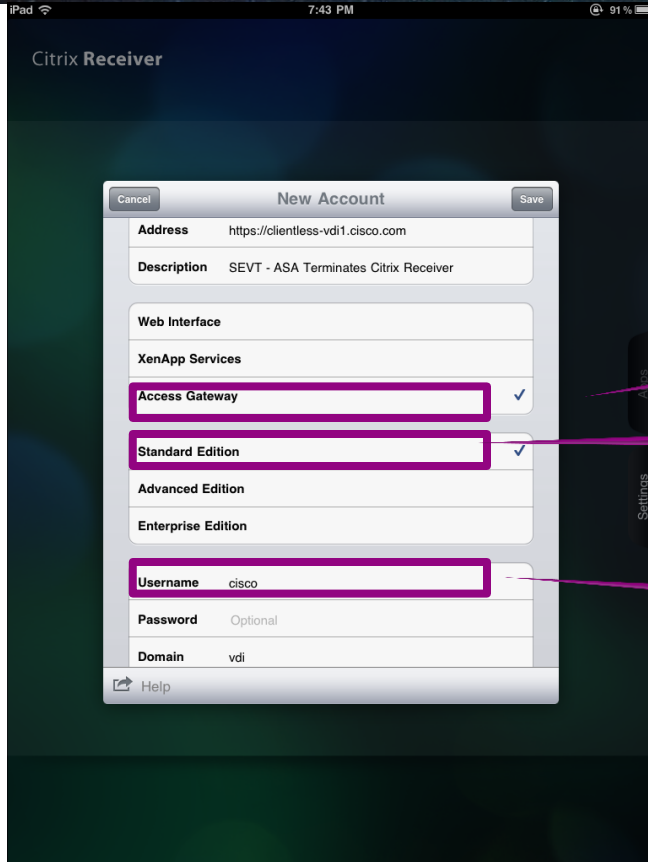 iPad 7:43 PM 91%
Citrix Receiver
Cancel New Account Save
Address https://clientless-vdi1.cisco.com
Description SEVT - ASA Terminates Citrix Receiver
Web Interface
XenApp Services
Access Gateway
Apps
Standard Edition
Advanced Edition
Settings
Enterprise Edition
Username cisco
Password Optional
Domain vdi
Help